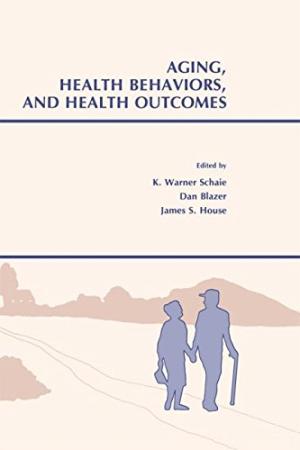 AGING,
HEALTH BEHAVIORS,
AND HEALTH OUTCOMES
Edited by
K. Warner Schaie
Dan Blazer
James S. House